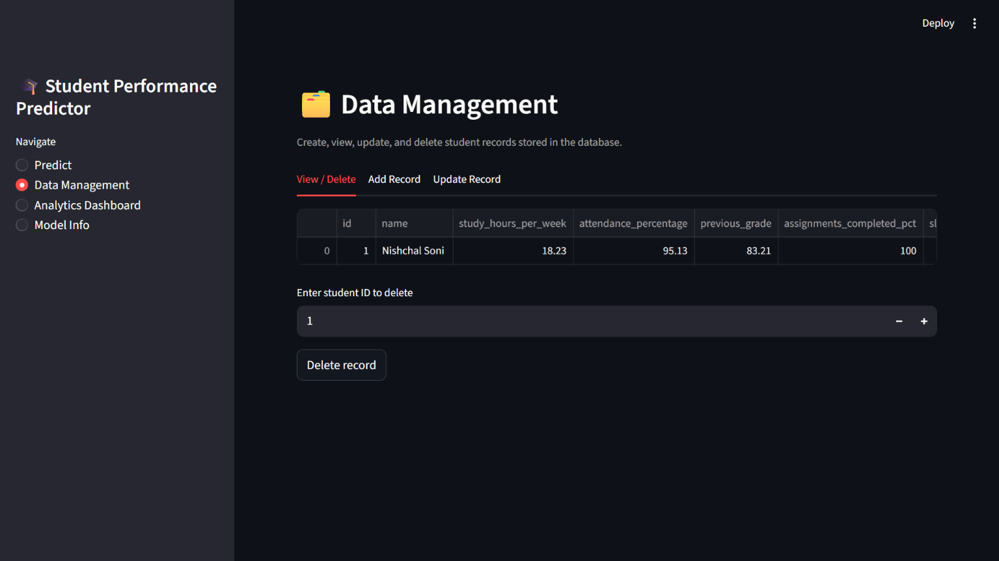 Deploy
Student Performance
Predictor
Navigate
Predict
Data Management
Analytics Dashboard
Model Info
Data Management
Create, view, update, and delete student records stored in the database.
View / Delete Add Record Update Record
id name study_hours_per_week attendance_percentage previous_grade assignments_completed_pct sl
0 1 Nishchal Soni 18.23 95.13 83.21 100
Enter student ID to delete
1
Delete record